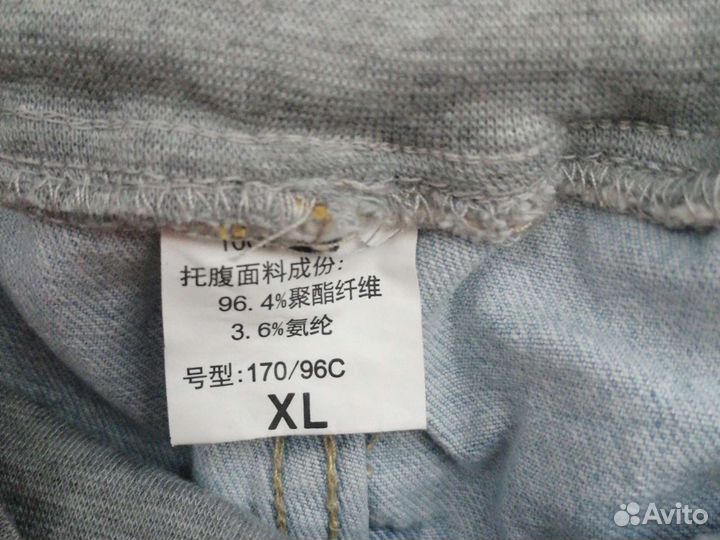 托腹面料成份:
96.4%聚酯纤维
3.6%氨纶
号型:170/96C
XL
Avito